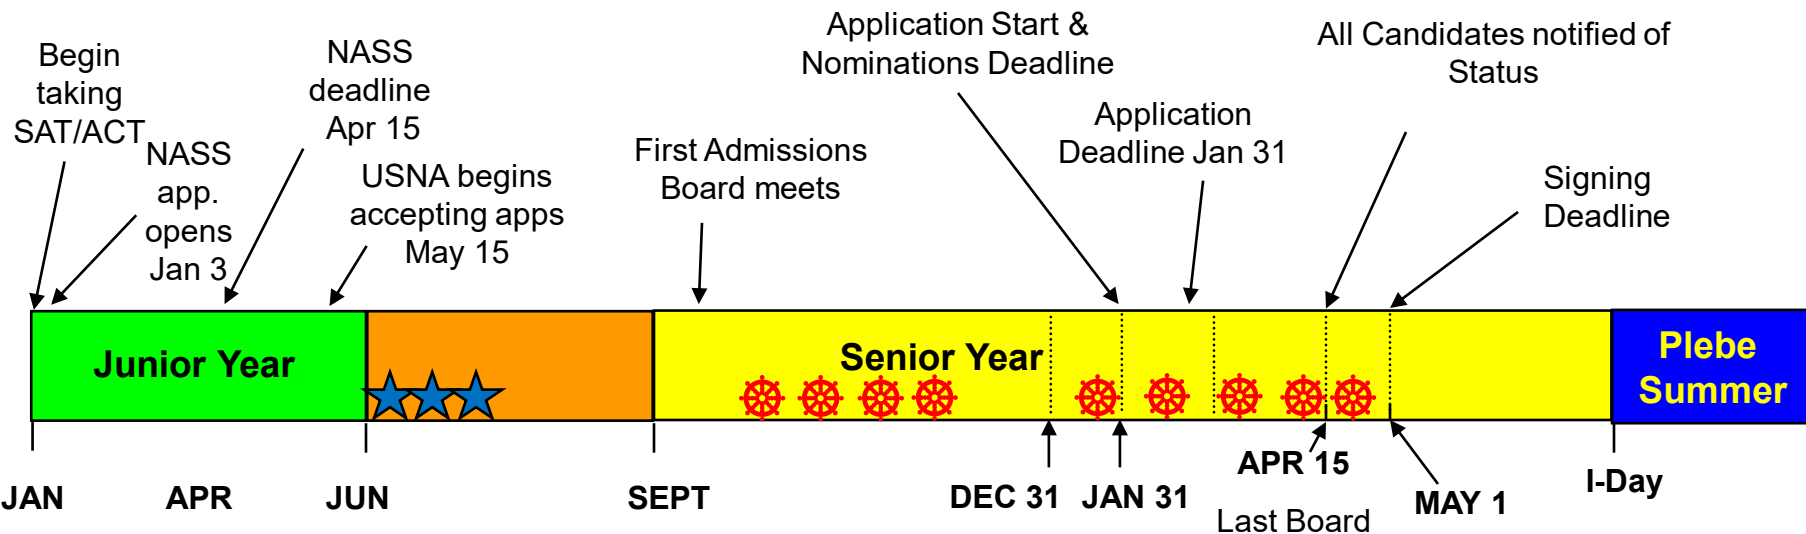 Begin
taking
SAT/ACT
NASS
app.
opens
Jan 3
NASS
deadline
Apr 15
USNA begins
accepting apps
May 15
First Admissions
Board meets
Application Start &
Nominations Deadline
Application
Deadline Jan 31
All Candidates notified of
Status
Signing
Deadline
Junior Year
Senior Year
Plebe
Summer
JAN
APR
JUN
SEPT
DEC 31
JAN 31
APR 15
Last Board
MAY 1
I-Day